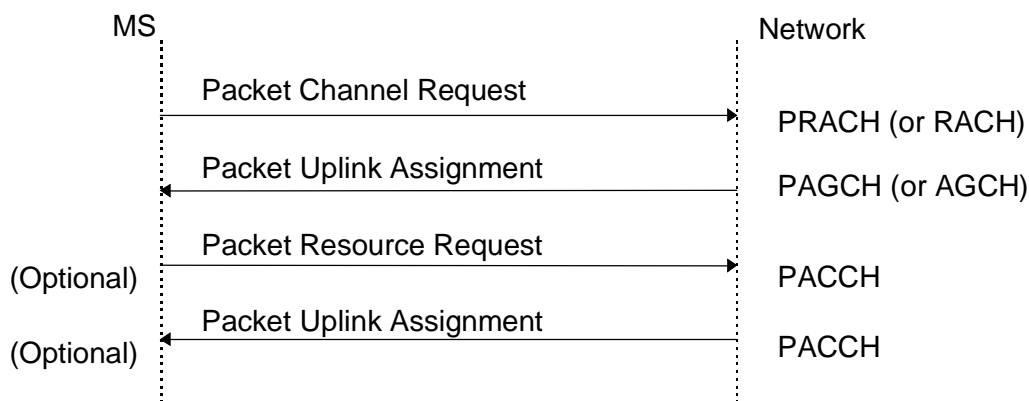 MS
Network
Packet Channel Request
PRACH (or RACH)
Packet Uplink Assignment
PAGCH (or AGCH)
Packet Resource Request
(Optional)
PACCH
Packet Uplink Assignment
(Optional)
PACCH